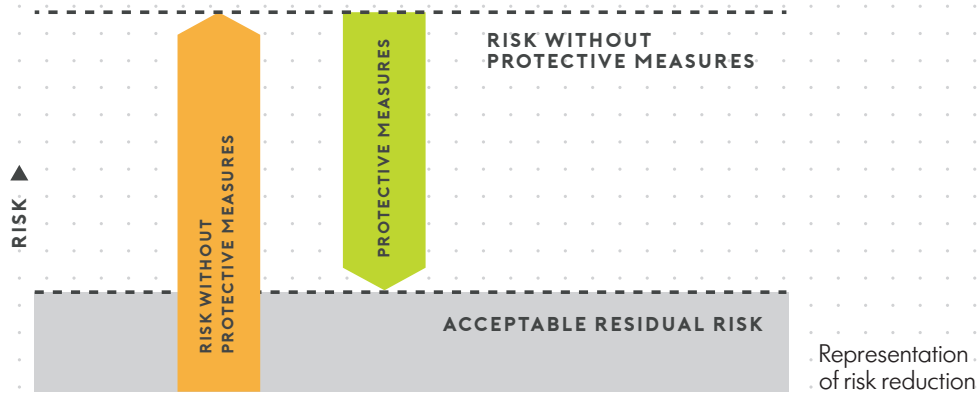 RISK WITHOUT
PROTECTIVE MEASURES
PROTECTIVE MEASURES
RISK WITHOUT
PROTECTIVE MEASURES
RISK
ACCEPTABLE RESIDUAL RISK
Representation
of risk reduction